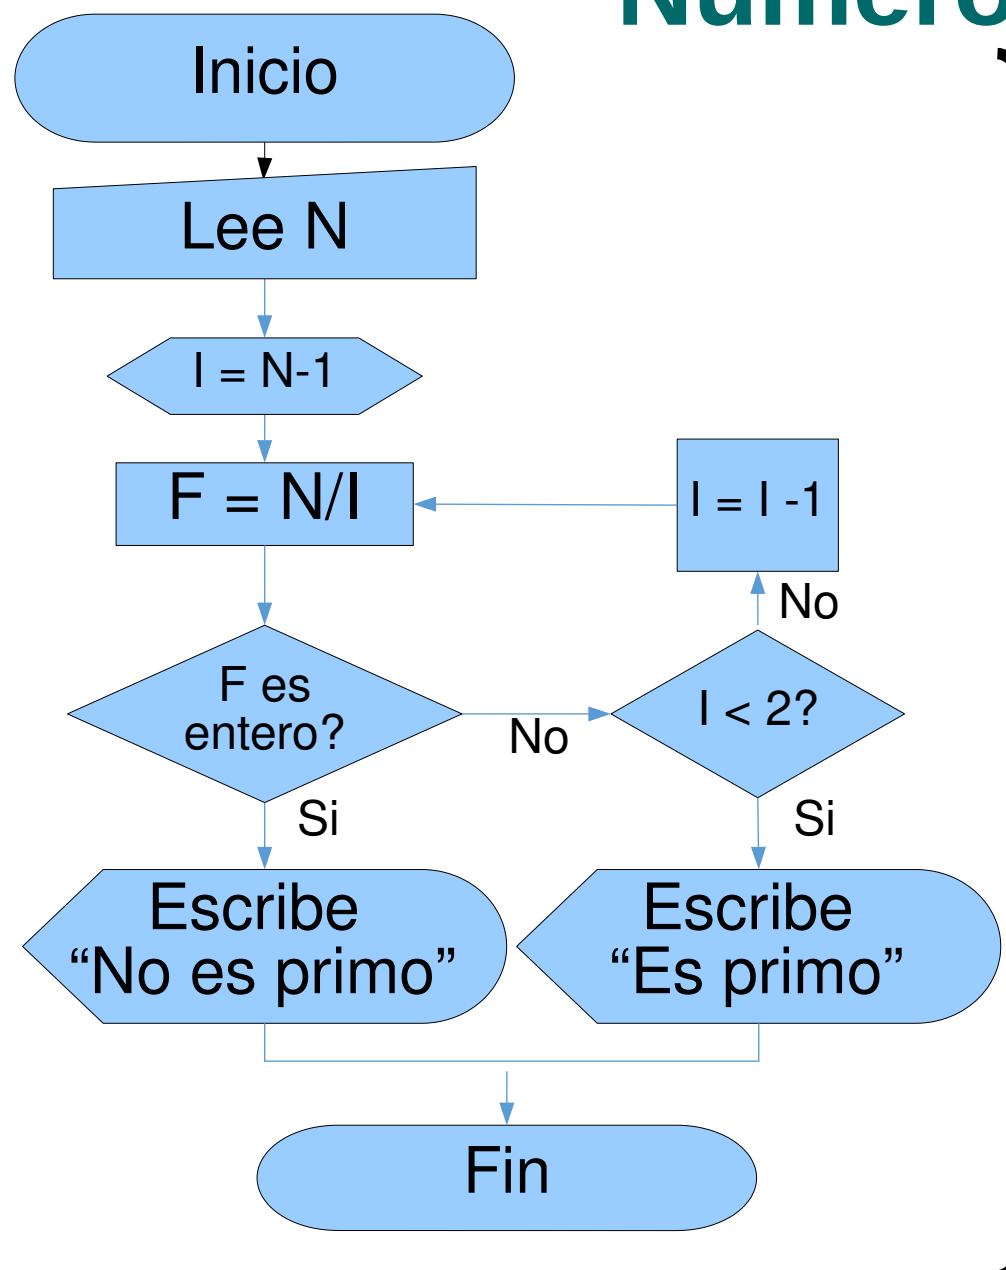 Inicio
Lee N
I = N-1
F = N/I
I = I -1
No
F es
entero?
No
I < 2?
Si
Si
Escribe
“No es primo”
Escribe
“Es primo”
Fin